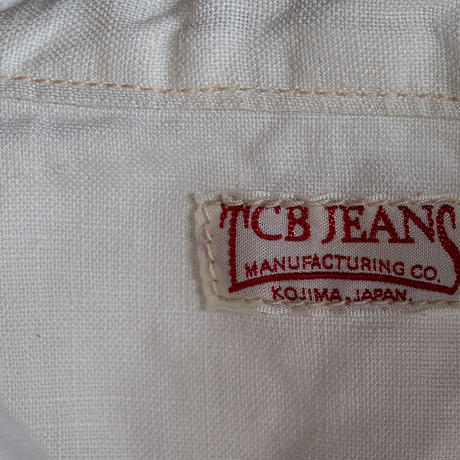 TCB JEANS
MANUFACTURING CO.
KOJIMA, JAPAN.